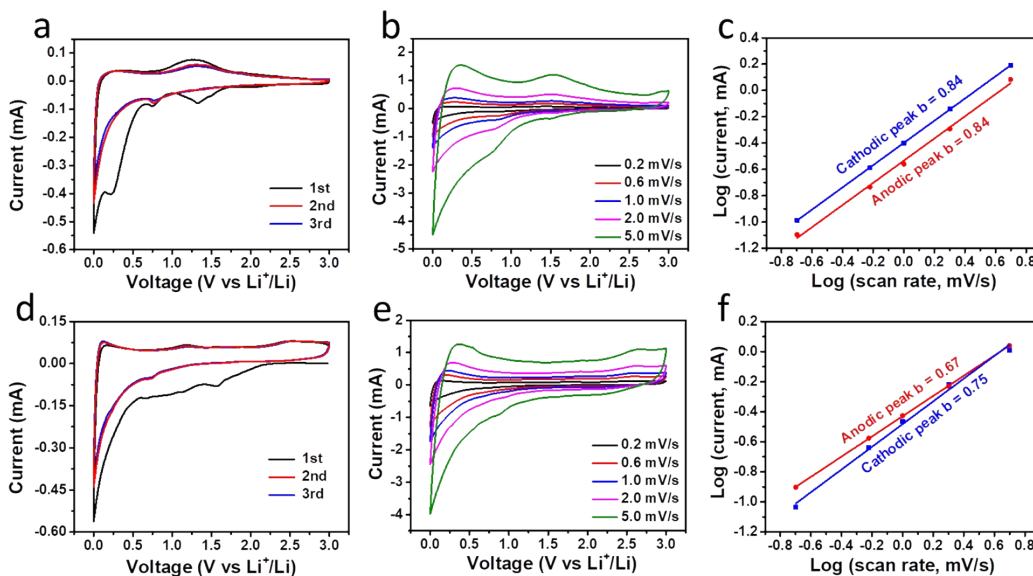 a
0.1
0.0
-0.1
-0.2
-0.3
-0.4
-0.5
-0.6
Current (mA)
1st
2nd
3rd
0.0 0.5 1.0 1.5 2.0 2.5 3.0
Voltage (V vs Li⁺/Li)
b
2
1
0
-1
-2
-3
-4
-5
Current (mA)
0.2 mV/s
0.6 mV/s
1.0 mV/s
2.0 mV/s
5.0 mV/s
0.0 0.5 1.0 1.5 2.0 2.5 3.0
Voltage (V vs Li⁺/Li)
c
0.4
0.2
0.0
-0.2
-0.4
-0.6
-0.8
-1.0
-1.2
Log (current, mA)
Cathodic peak b = 0.84
Anodic peak b = 0.84
-0.8 -0.6 -0.4 -0.2 0.0 0.2 0.4 0.6 0.8
Log (scan rate, mV/s)
d
0.15
0.00
-0.15
-0.30
-0.45
-0.60
Current (mA)
1st
2nd
3rd
0.0 0.5 1.0 1.5 2.0 2.5 3.0
Voltage (V vs Li⁺/Li)
e
2
1
0
-1
-2
-3
-4
Current (mA)
0.2 mV/s
0.6 mV/s
1.0 mV/s
2.0 mV/s
5.0 mV/s
0.0 0.5 1.0 1.5 2.0 2.5 3.0
Voltage (V vs Li⁺/Li)
f
0.2
0.0
-0.2
-0.4
-0.6
-0.8
-1.0
-1.2
Log (current, mA)
Anodic peak b = 0.67
Cathodic peak b = 0.75
-0.8 -0.6 -0.4 -0.2 0.0 0.2 0.4 0.6 0.8
Log (scan rate, mV/s)